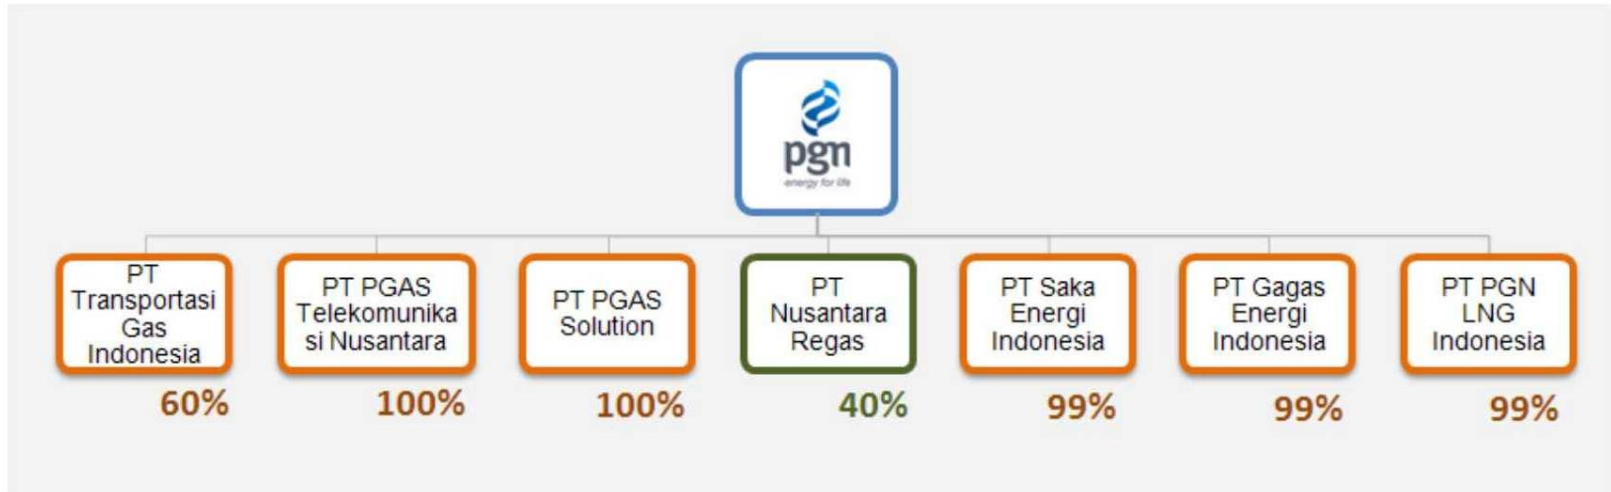 pgn
energy for life
PT
Transportasi
Gas
Indonesia
PT PGAS
Telekomunika
si Nusantara
PT PGAS
Solution
PT
Nusantara
Regas
PT Saka
Energi
Indonesia
PT Gagas
Energi
Indonesia
PT PGN
LNG
Indonesia
60%
100%
100%
40%
99%
99%
99%